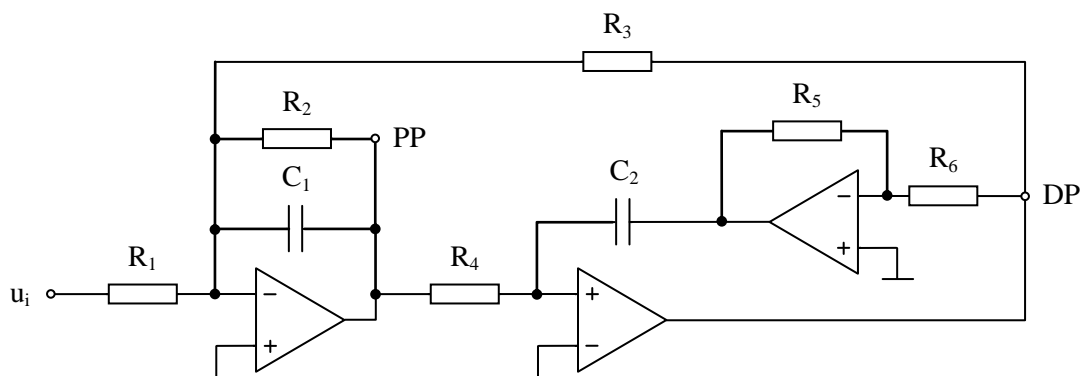 R3
R2
PP
R5
C1
C2
R6
DP
R1
R4
ui
−
+
+
−
−
+